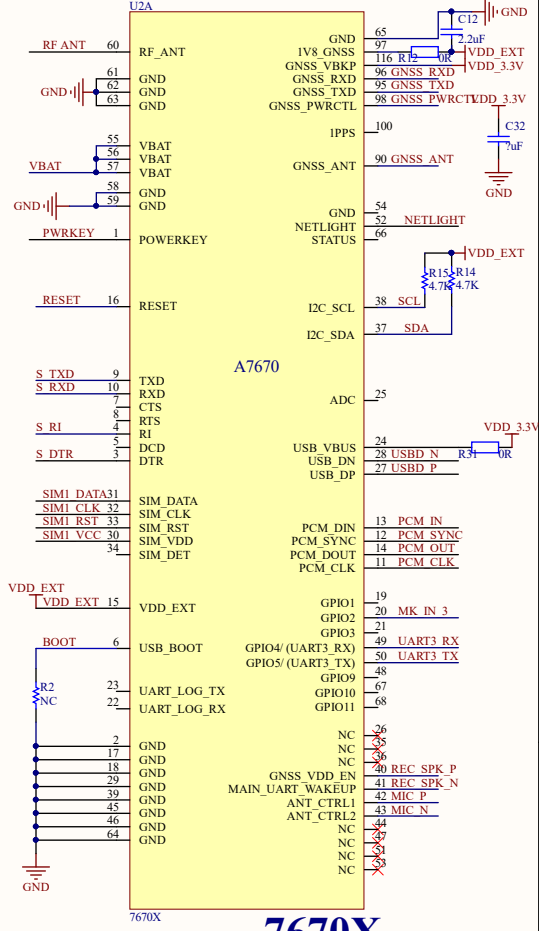 U2A
RF ANT 60 RF_ANT
GND 61 GND
62 GND
63 GND
55 VBAT
56 VBAT
VBAT 57 VBAT
58 GND
GND 59 GND
PWRKEY 1 POWERKEY
RESET 16 RESET
S_TXD 9 TXD
S_RXD 10 RXD
7 CTS
8 RTS
S_RI 4 RI
5 DCD
S_DTR 3 DTR
SIM1_DATA 31 SIM_DATA
SIM1_CLK 32 SIM_CLK
SIM1_RST 33 SIM_RST
SIM1_VCC 30 SIM_VDD
34 SIM_DET
VDD_EXT
VDD_EXT 15 VDD_EXT
BOOT 6 USB_BOOT
R2
NC
23 UART_LOG_TX
22 UART_LOG_RX
2 GND
17 GND
18 GND
29 GND
39 GND
45 GND
46 GND
64 GND
GND
A7670
GND 65
C12
2.2uF
GND
1V8_GNSS 97
R12 0R
VDD_EXT
GNSS_VBKP 116 VDD_3.3V
GNSS_RXD 96 GNSS_RXD
GNSS_TXD 95 GNSS_TXD
GNSS_PWRCTL 98 GNSS_PWRCTL
VDD_3.3V
C32
?uF
GND
1PPS 100
GNSS_ANT 90 GNSS_ANT
GND 54
NETLIGHT 52 NETLIGHT
STATUS 66
VDD_EXT
R15 R14
4.7K 4.7K
I2C_SCL 38 SCL
I2C_SDA 37 SDA
ADC 25
VDD_3.3V
USB_VBUS 24
R31 0R
USB_DN 28 USBD_N
USB_DP 27 USBD_P
PCM_DIN 13 PCM_IN
PCM_SYNC 12 PCM_SYNC
PCM_DOUT 14 PCM_OUT
PCM_CLK 11 PCM_CLK
GPIO1 19
GPIO2 20 MK_IN_3
GPIO3 21
GPIO4/ (UART3_RX) 49 UART3_RX
GPIO5/ (UART3_TX) 50 UART3_TX
GPIO9 48
GPIO10 67
GPIO11 68
NC 26
NC 35
NC 36
GNSS_VDD_EN 40 REC_SPK_P
MAIN_UART_WAKEUP 41 REC_SPK_N
ANT_CTRL1 42 MIC_P
ANT_CTRL2 43 MIC_N
NC 44
NC 47
NC 51
NC 53
7670X
7670X